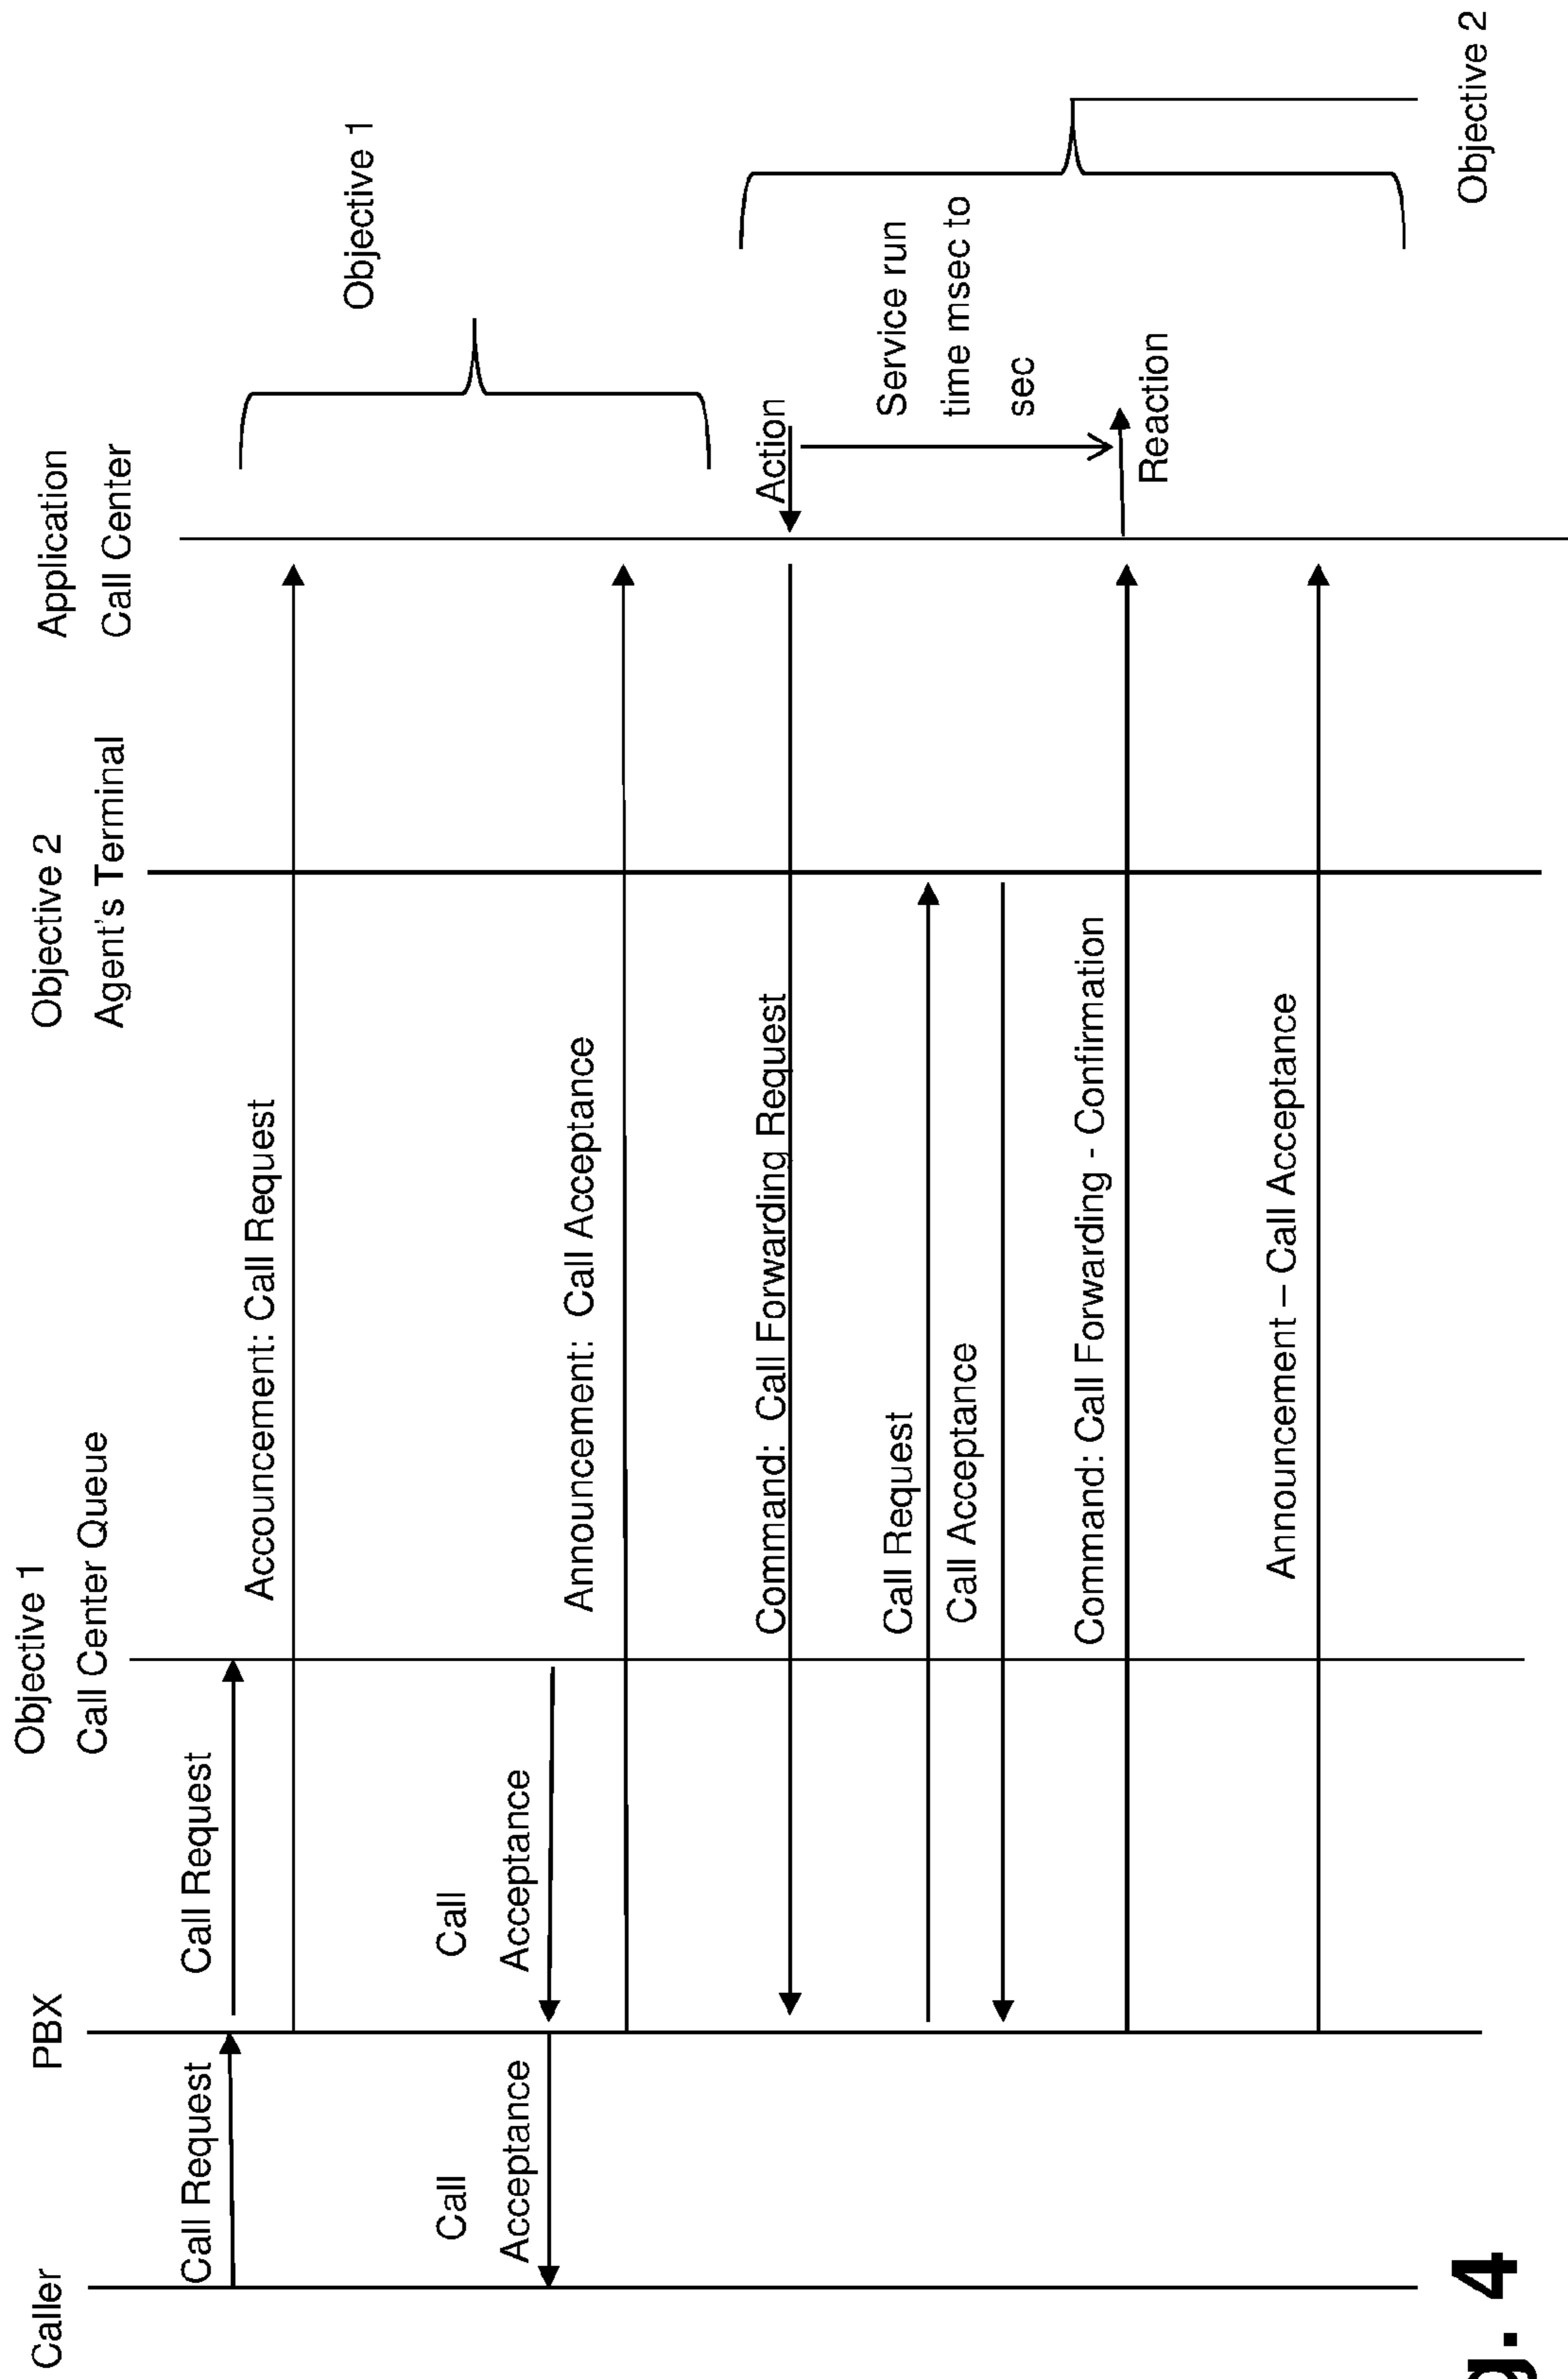 Caller
PBX
Objective 1
Call Center Queue
Objective 2
Agent's Terminal
Application
Call Center
Call Request
Call Request
Accouncement: Call Request
Objective 1
Call
Acceptance
Call
Acceptance
Announcement: Call Acceptance
Command: Call Forwarding Request
Action
Call Request
Service run
time msec to
sec
Call Acceptance
Command: Call Forwarding - Confirmation
Reaction
Announcement – Call Acceptance
Objective 2
g. 4